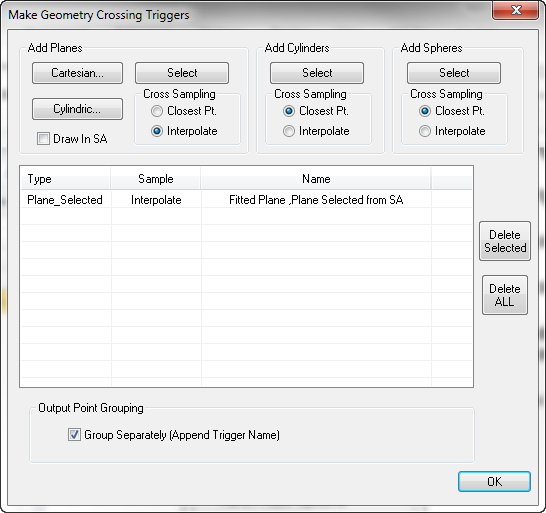 Make Geometry Crossing Triggers
Add Planes
Cartesian...
Select
Cylindric...
Cross Sampling
Closest Pt.
Interpolate
Draw In SA
Add Cylinders
Select
Cross Sampling
Closest Pt.
Interpolate
Add Spheres
Select
Cross Sampling
Closest Pt.
Interpolate
Type Sample Name
Plane_Selected Interpolate Fitted Plane ,Plane Selected from SA
Delete
Selected
Delete
ALL
Output Point Grouping
Group Separately (Append Trigger Name)
OK